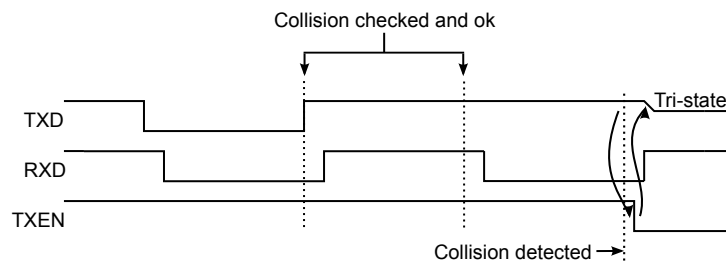 Collision checked and ok
Tri-state
TXD
RXD
TXEN
Collision detected